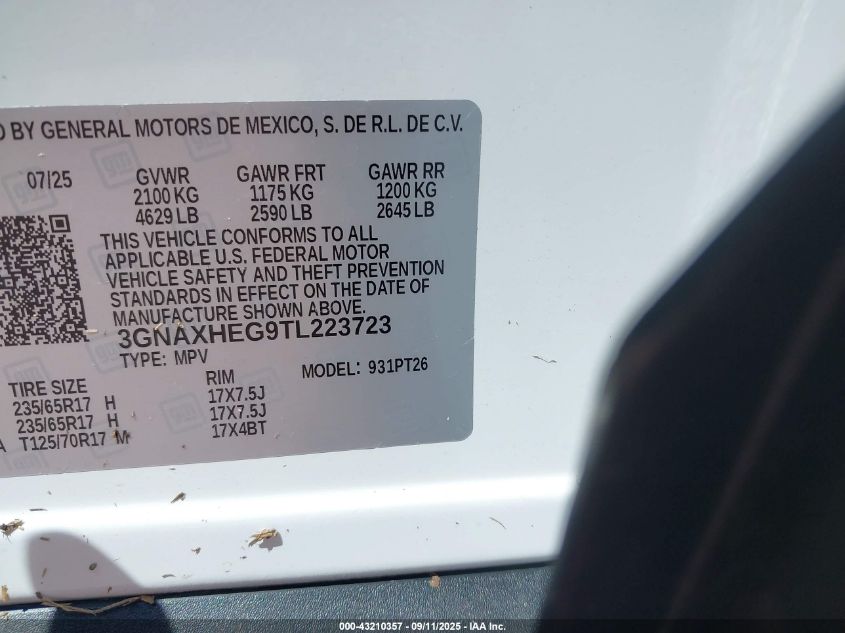 D BY GENERAL MOTORS DE MEXICO, S. DE R.L. DE C.V.
07/25 GVWR GAWR FRT GAWR RR
2100 KG 1175 KG 1200 KG
4629 LB 2590 LB 2645 LB
THIS VEHICLE CONFORMS TO ALL
APPLICABLE U.S. FEDERAL MOTOR
VEHICLE SAFETY AND THEFT PREVENTION
STANDARDS IN EFFECT ON THE DATE OF
MANUFACTURE SHOWN ABOVE.
3GNAXHEG9TL223723
TYPE: MPV MODEL: 931PT26
TIRE SIZE RIM
235/65R17 H 17X7.5J
235/65R17 H 17X7.5J
A T125/70R17 M 17X4BT
gm
000-43210357 - 09/11/2025 - IAA Inc.